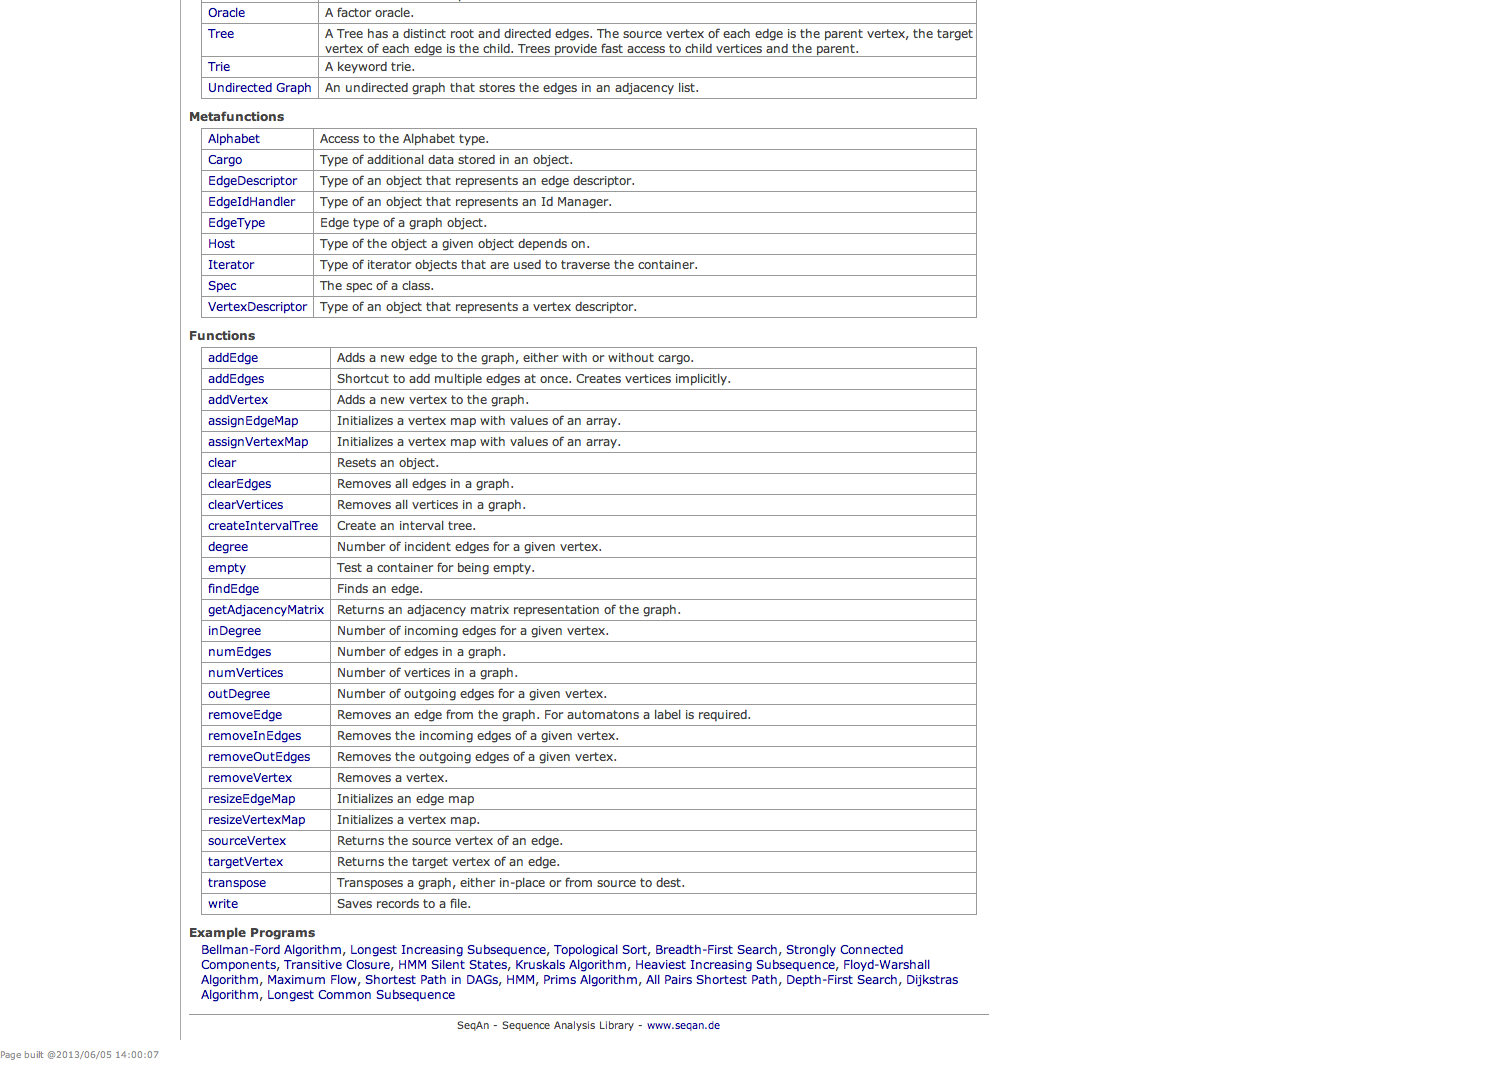 Oracle A factor oracle.
Tree A Tree has a distinct root and directed edges. The source vertex of each edge is the parent vertex, the target
vertex of each edge is the child. Trees provide fast access to child vertices and the parent.
Trie A keyword trie.
Undirected Graph An undirected graph that stores the edges in an adjacency list.
Metafunctions
Alphabet Access to the Alphabet type.
Cargo Type of additional data stored in an object.
EdgeDescriptor Type of an object that represents an edge descriptor.
EdgeIdHandler Type of an object that represents an Id Manager.
EdgeType Edge type of a graph object.
Host Type of the object a given object depends on.
Iterator Type of iterator objects that are used to traverse the container.
Spec The spec of a class.
VertexDescriptor Type of an object that represents a vertex descriptor.
Functions
addEdge Adds a new edge to the graph, either with or without cargo.
addEdges Shortcut to add multiple edges at once. Creates vertices implicitly.
addVertex Adds a new vertex to the graph.
assignEdgeMap Initializes a vertex map with values of an array.
assignVertexMap Initializes a vertex map with values of an array.
clear Resets an object.
clearEdges Removes all edges in a graph.
clearVertices Removes all vertices in a graph.
createIntervalTree Create an interval tree.
degree Number of incident edges for a given vertex.
empty Test a container for being empty.
findEdge Finds an edge.
getAdjacencyMatrix Returns an adjacency matrix representation of the graph.
inDegree Number of incoming edges for a given vertex.
numEdges Number of edges in a graph.
numVertices Number of vertices in a graph.
outDegree Number of outgoing edges for a given vertex.
removeEdge Removes an edge from the graph. For automatons a label is required.
removeInEdges Removes the incoming edges of a given vertex.
removeOutEdges Removes the outgoing edges of a given vertex.
removeVertex Removes a vertex.
resizeEdgeMap Initializes an edge map
resizeVertexMap Initializes a vertex map.
sourceVertex Returns the source vertex of an edge.
targetVertex Returns the target vertex of an edge.
transpose Transposes a graph, either in-place or from source to dest.
write Saves records to a file.
Example Programs
Bellman-Ford Algorithm, Longest Increasing Subsequence, Topological Sort, Breadth-First Search, Strongly Connected
Components, Transitive Closure, HMM Silent States, Kruskals Algorithm, Heaviest Increasing Subsequence, Floyd-Warshall
Algorithm, Maximum Flow, Shortest Path in DAGs, HMM, Prims Algorithm, All Pairs Shortest Path, Depth-First Search, Dijkstras
Algorithm, Longest Common Subsequence
SeqAn - Sequence Analysis Library - www.seqan.de
Page built @2013/06/05 14:00:07